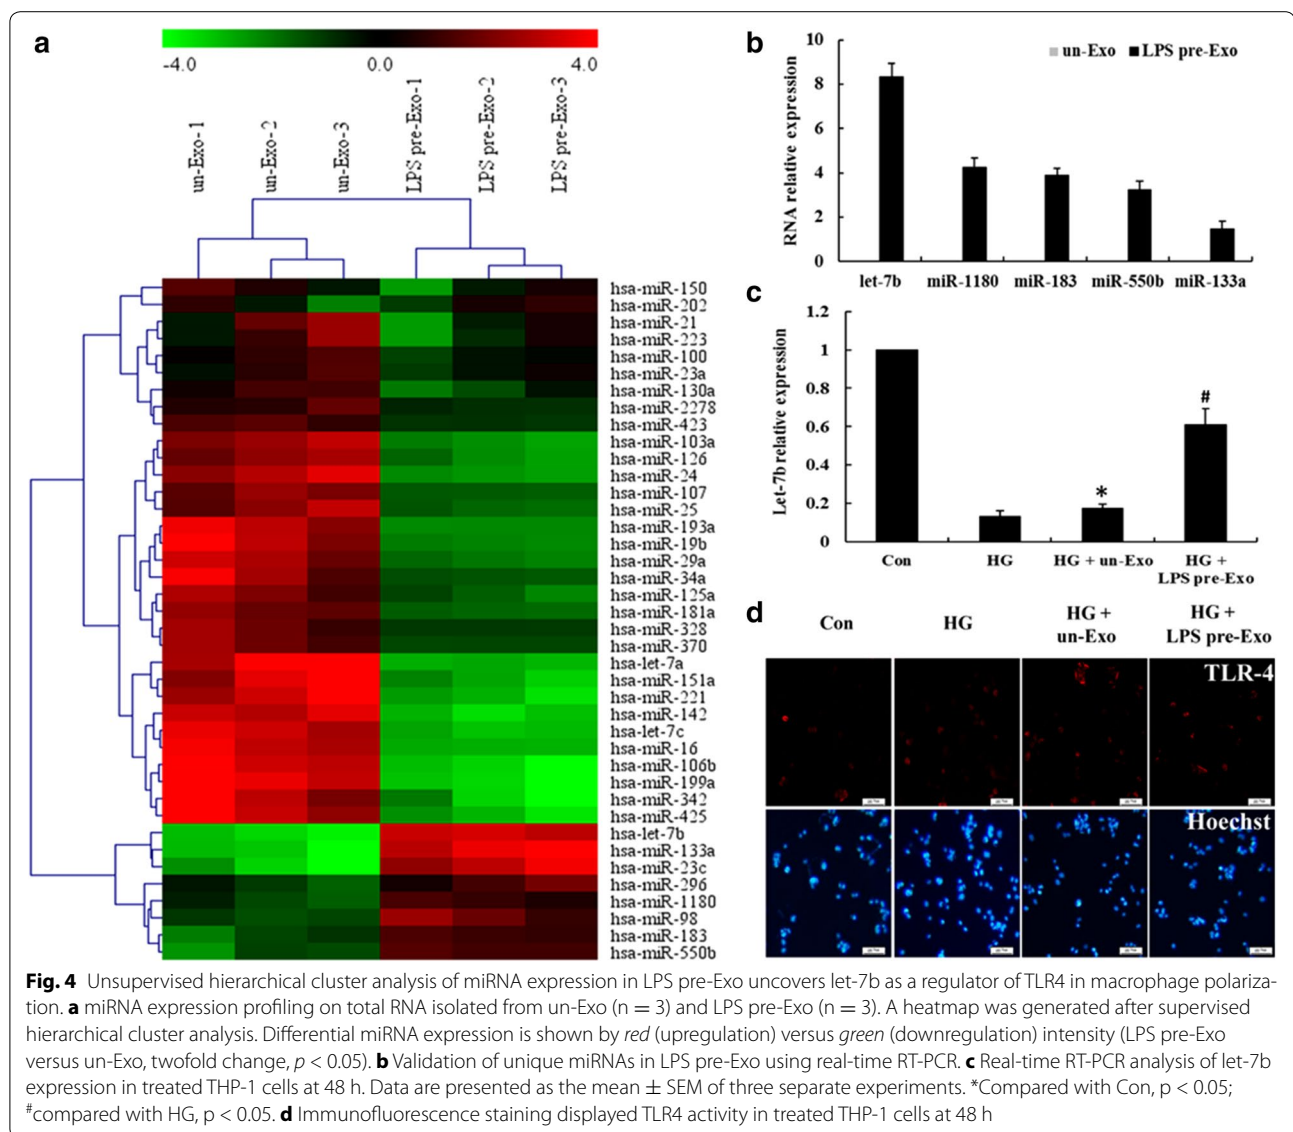 a
-4.0 0.0 4.0
un-Exo-1
un-Exo-2
un-Exo-3
LPS pre-Exo-1
LPS pre-Exo-2
LPS pre-Exo-3
hsa-miR-150
hsa-miR-202
hsa-miR-21
hsa-miR-223
hsa-miR-100
hsa-miR-23a
hsa-miR-130a
hsa-miR-2278
hsa-miR-423
hsa-miR-103a
hsa-miR-126
hsa-miR-24
hsa-miR-107
hsa-miR-25
hsa-miR-193a
hsa-miR-19b
hsa-miR-29a
hsa-miR-34a
hsa-miR-125a
hsa-miR-181a
hsa-miR-328
hsa-miR-370
hsa-let-7a
hsa-miR-151a
hsa-miR-221
hsa-miR-142
hsa-let-7c
hsa-miR-16
hsa-miR-106b
hsa-miR-199a
hsa-miR-342
hsa-miR-425
hsa-let-7b
hsa-miR-133a
hsa-miR-23c
hsa-miR-296
hsa-miR-1180
hsa-miR-98
hsa-miR-183
hsa-miR-550b
b
un-Exo LPS pre-Exo
RNA relative expression
10
8
6
4
2
0
let-7b miR-1180 miR-183 miR-550b miR-133a
c
Let-7b relative expression
1.2
1
0.8
0.6
0.4
0.2
0
*
#
Con HG HG + un-Exo HG +
LPS pre-Exo
d
Con HG HG +
un-Exo HG +
LPS pre-Exo
TLR-4
Hoechst
Fig. 4 Unsupervised hierarchical cluster analysis of miRNA expression in LPS pre-Exo uncovers let-7b as a regulator of TLR4 in macrophage polariza-
tion. a miRNA expression profiling on total RNA isolated from un-Exo (n = 3) and LPS pre-Exo (n = 3). A heatmap was generated after supervised
hierarchical cluster analysis. Differential miRNA expression is shown by red (upregulation) versus green (downregulation) intensity (LPS pre-Exo
versus un-Exo, twofold change, p < 0.05). b Validation of unique miRNAs in LPS pre-Exo using real-time RT-PCR. c Real-time RT-PCR analysis of let-7b
expression in treated THP-1 cells at 48 h. Data are presented as the mean ± SEM of three separate experiments. *Compared with Con, p < 0.05;
#compared with HG, p < 0.05. d Immunofluorescence staining displayed TLR4 activity in treated THP-1 cells at 48 h